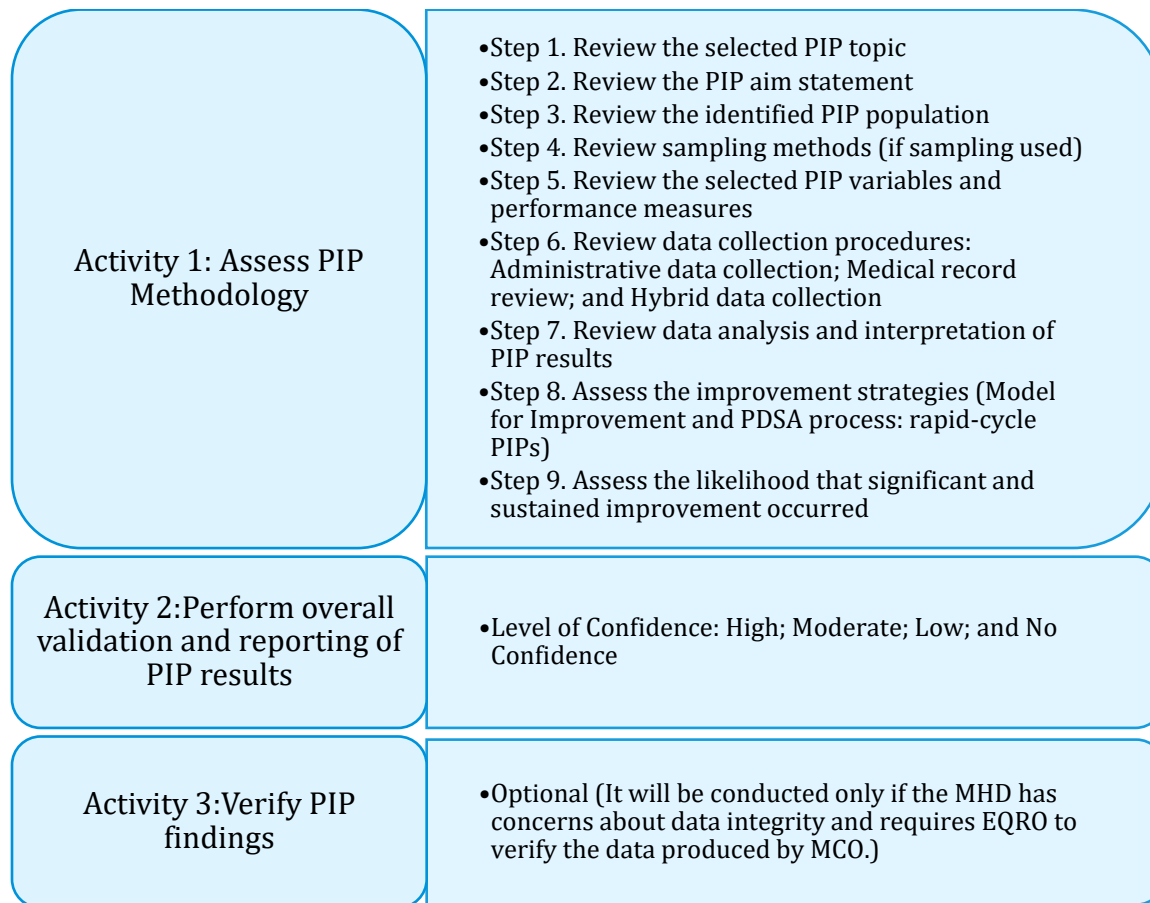 Activity 1: Assess PIP
Methodology
•Step 1. Review the selected PIP topic
•Step 2. Review the PIP aim statement
•Step 3. Review the identified PIP population
•Step 4. Review sampling methods (if sampling used)
•Step 5. Review the selected PIP variables and
performance measures
•Step 6. Review data collection procedures:
Administrative data collection; Medical record
review; and Hybrid data collection
•Step 7. Review data analysis and interpretation of
PIP results
•Step 8. Assess the improvement strategies (Model
for Improvement and PDSA process: rapid-cycle
PIPs)
•Step 9. Assess the likelihood that significant and
sustained improvement occurred
Activity 2:Perform overall
validation and reporting of
PIP results
•Level of Confidence: High; Moderate; Low; and No
Confidence
Activity 3:Verify PIP
findings
•Optional (It will be conducted only if the MHD has
concerns about data integrity and requires EQRO to
verify the data produced by MCO.)